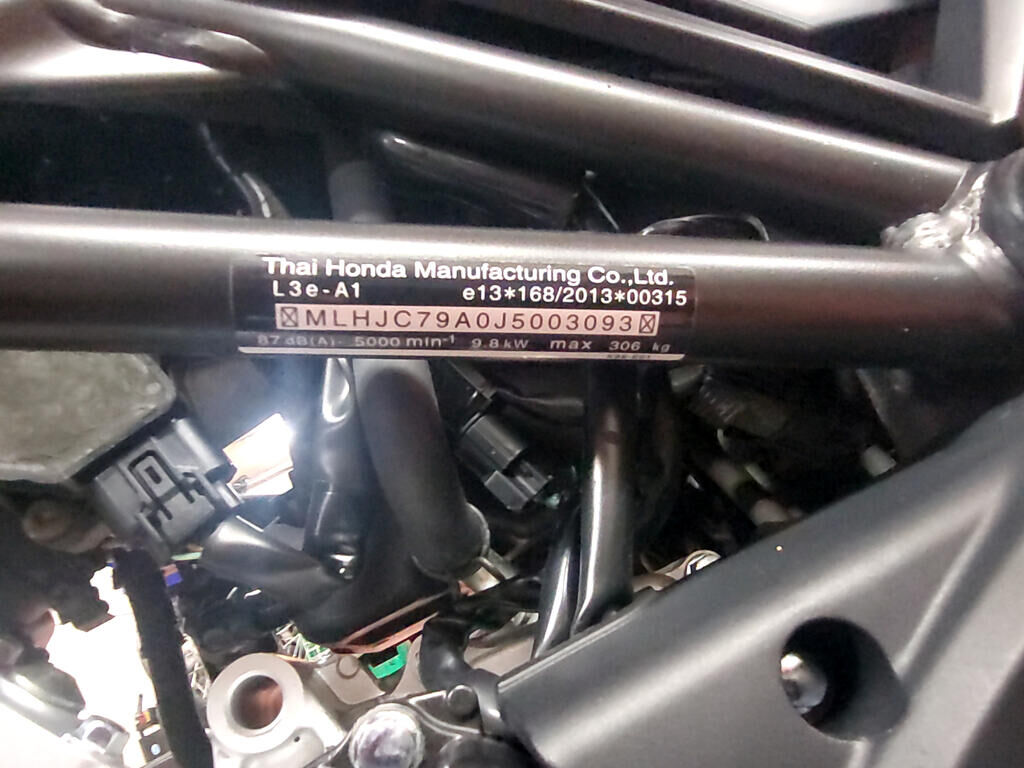 Thai Honda Manufacturing Co.,Ltd.
L3e-A1 e13*168/2013*00315
MLHJC79A0J5003093
87 dB(A)- 5000 min⁻¹ 9.8 kW max 306 kg